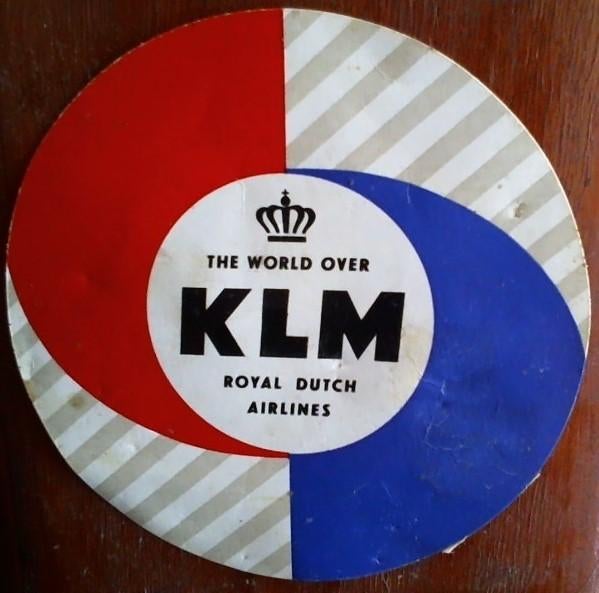 THE WORLD OVER
KLM
ROYAL DUTCH
AIRLINES